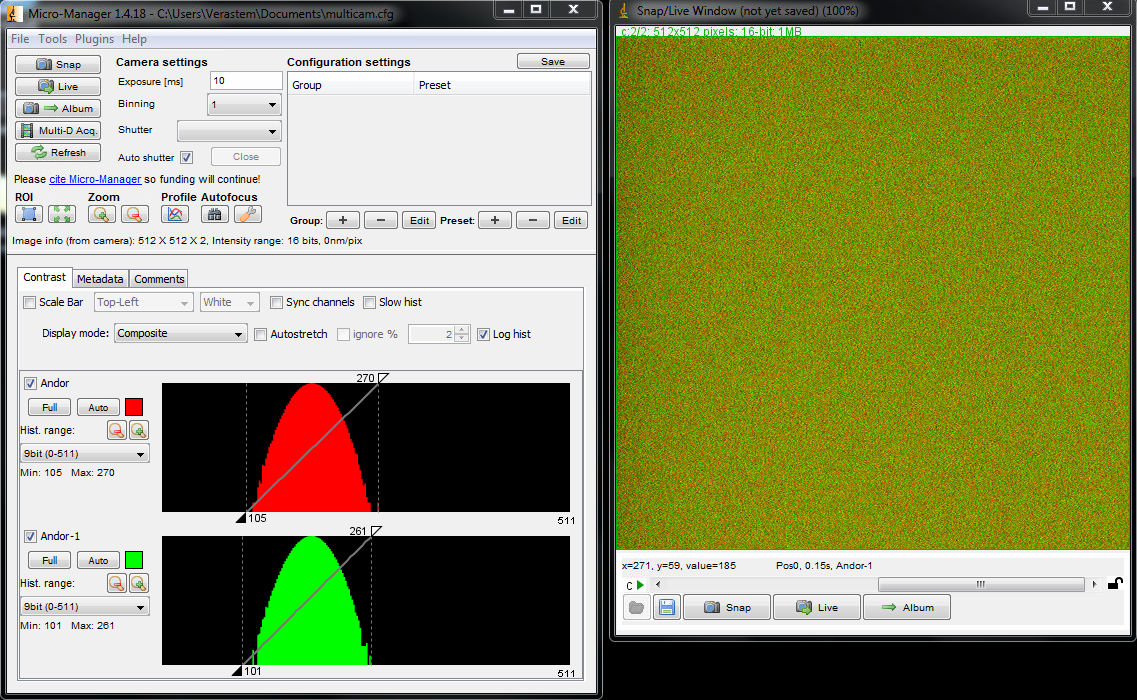 Micro-Manager 1.4.18 - C:\Users\Verastem\Documents\multicam.cfg
File Tools Plugins Help
Snap
Live
Album
Multi-D Acq.
Refresh
Camera settings
Exposure [ms] 10
Binning 1
Shutter
Auto shutter Close
Configuration settings Save
Group Preset
Please cite Micro-Manager so funding will continue!
ROI Zoom Profile Autofocus
Group: + − Edit Preset: + − Edit
Image info (from camera): 512 X 512 X 2, Intensity range: 16 bits, 0nm/pix
Contrast Metadata Comments
Scale Bar Top-Left White Sync channels Slow hist
Display mode: Composite Autostretch ignore % 2 Log hist
Andor
Full Auto
Hist. range:
9bit (0-511)
Min: 105 Max: 270
270
105
511
Andor-1
Full Auto
Hist. range:
9bit (0-511)
Min: 101 Max: 261
261
101
511
Snap/Live Window (not yet saved) (100%)
c:2/2; 512x512 pixels; 16-bit; 1MB
x=271, y=59, value=185 Pos0, 0.15s, Andor-1
c
Snap Live Album